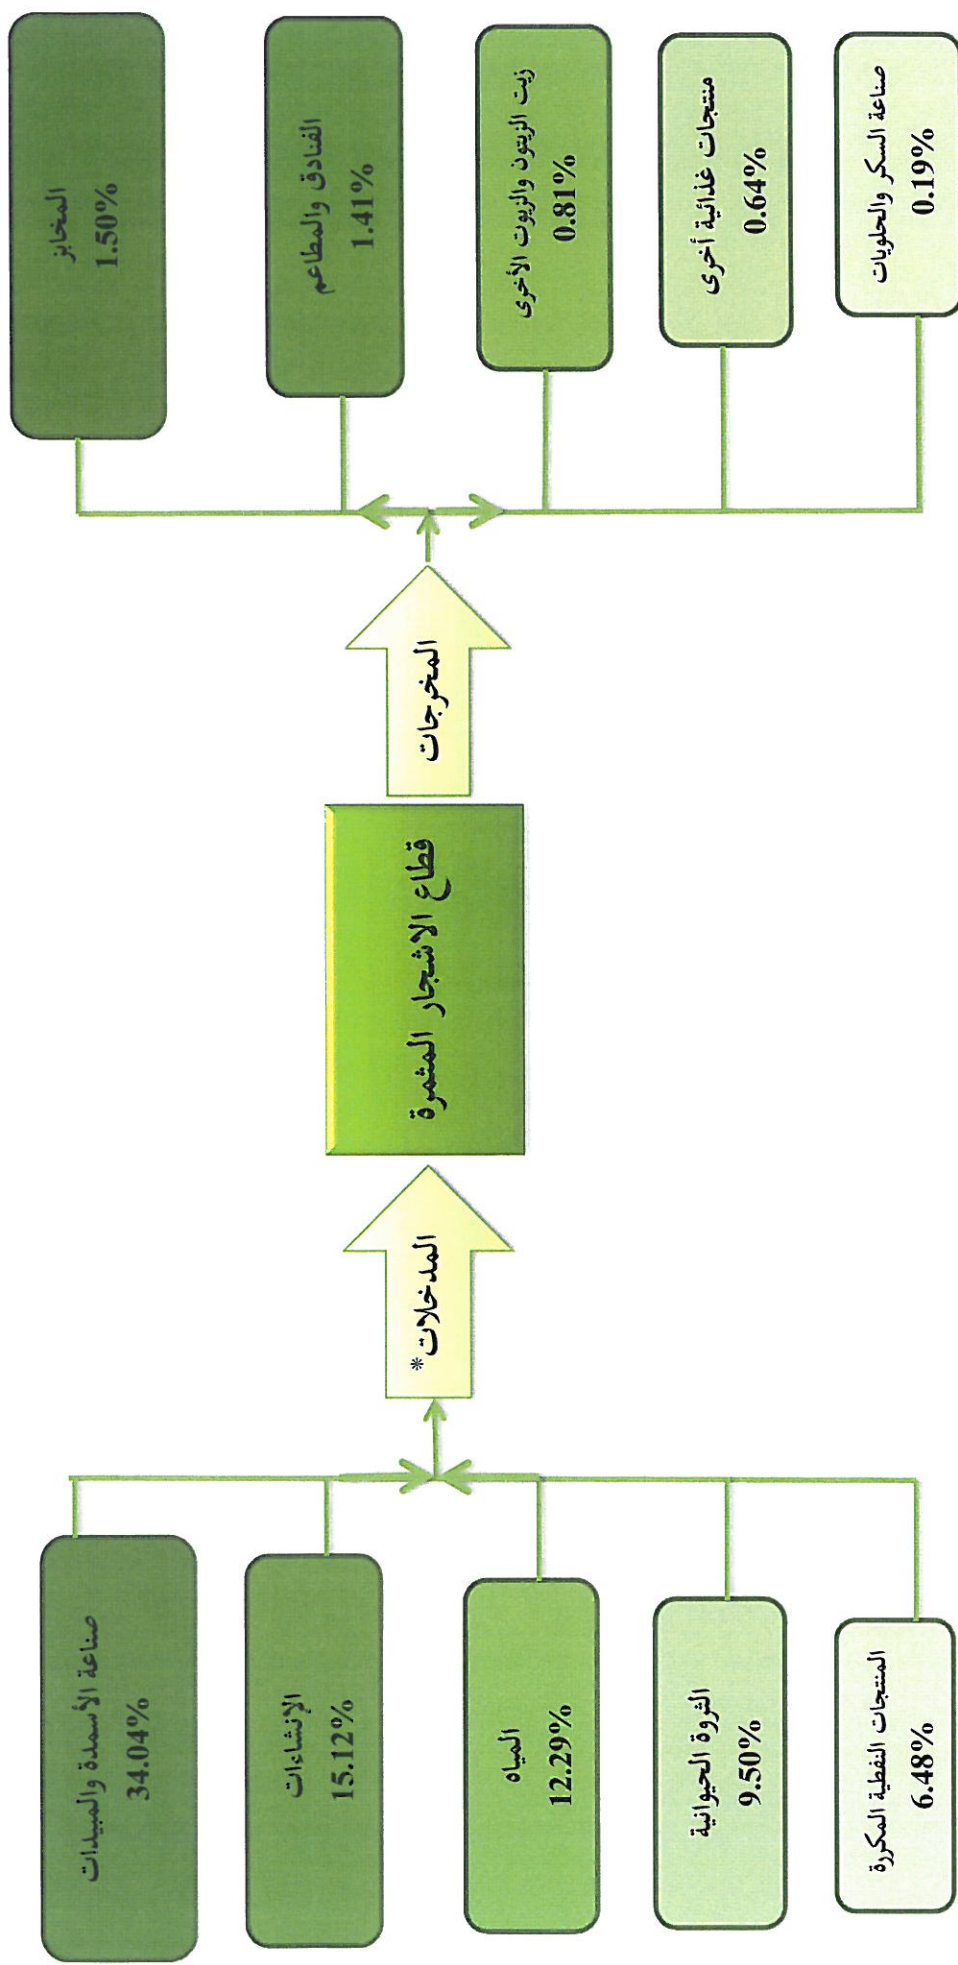 صناعة الأسمدة والمبيدات
34.04%
الإنشاءات
15.12%
المياه
12.29%
الثروة الحيوانية
9.50%
المنتجات النفطية المكررة
6.48%
المدخلات*
قطاع الاشجار المثمرة
المخرجات
المخابز
1.50%
الفنادق والمطاعم
1.41%
زيت الزيتون والزيوت الأخرى
0.81%
منتجات غذائية أخرى
0.64%
صناعة السكر والحلويات
0.19%